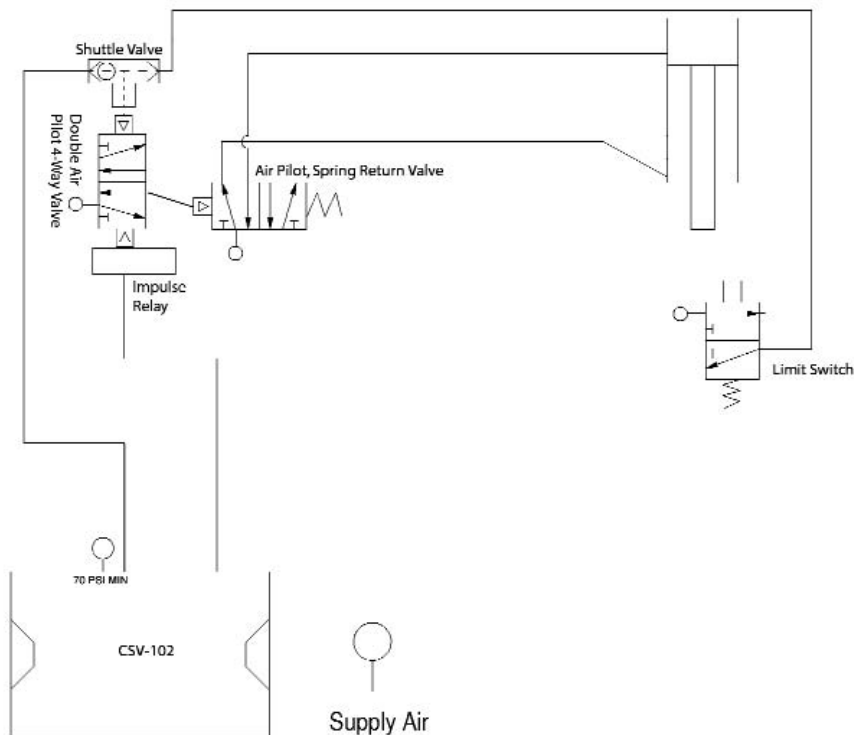 Shuttle Valve
Double Air
Pilot 4-Way Valve
Air Pilot, Spring Return Valve
Impulse
Relay
Limit Switch
70 PSI MIN
CSV-102
Supply Air